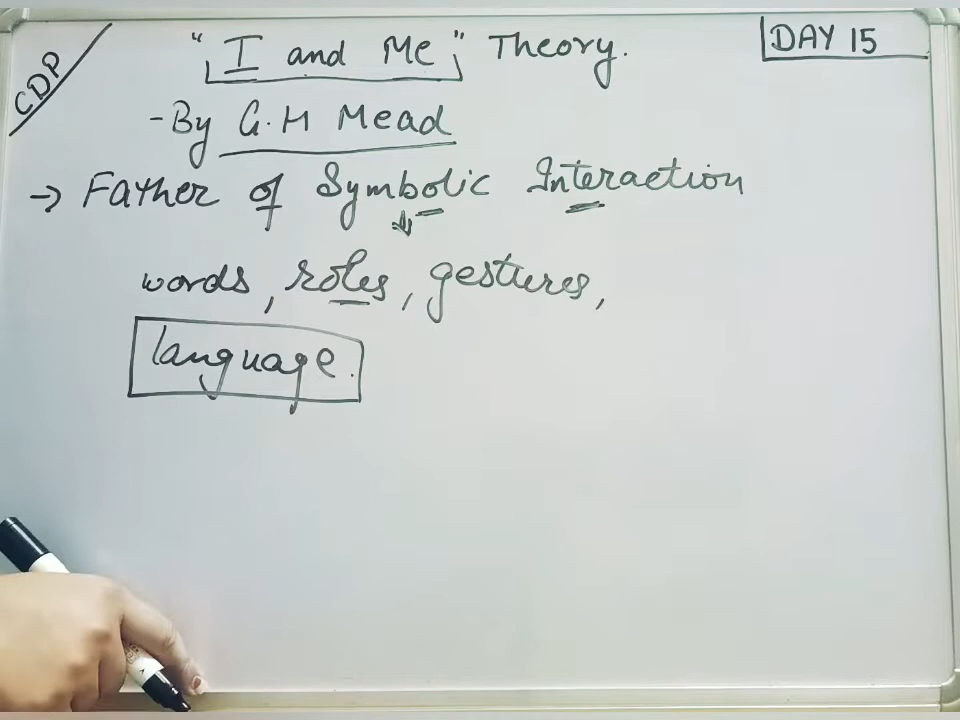 CDP
"I and Me" Theory.
DAY 15
- By G.H Mead
→ Father of Symbolic Interaction
words, roles, gestures,
language.